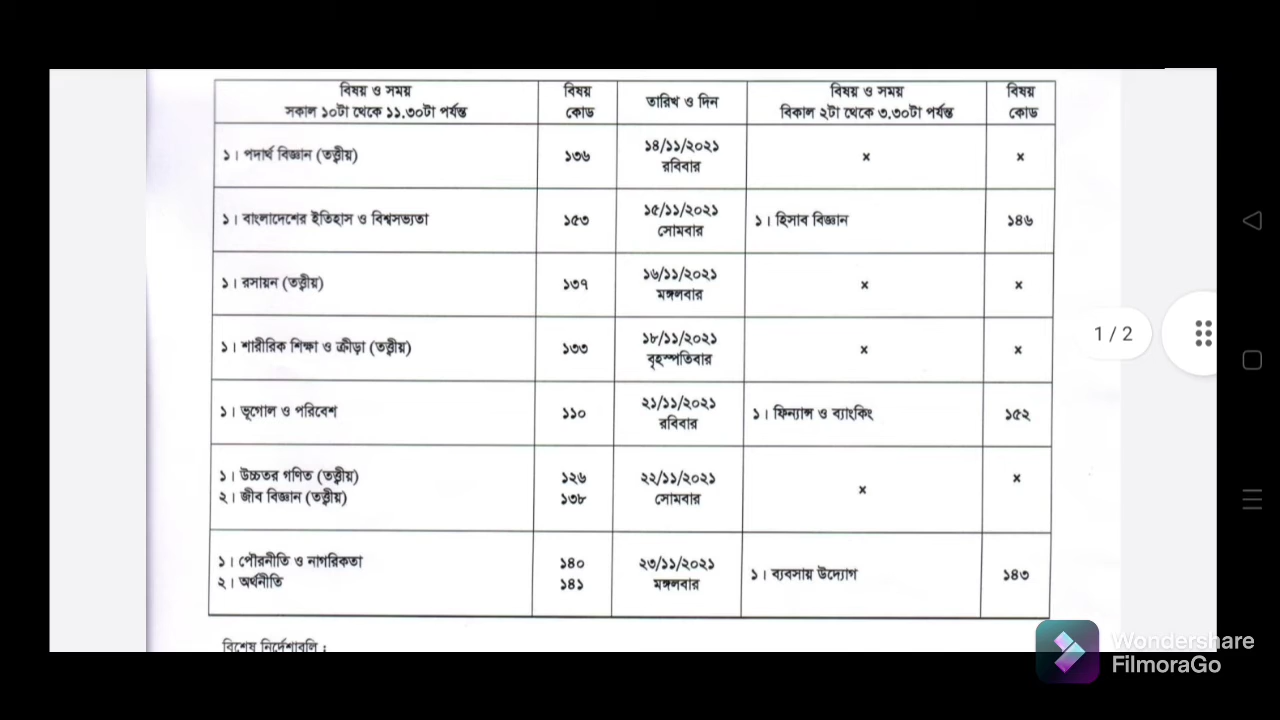 বিষয় ও সময়
সকাল ১০টা থেকে ১১.৩০টা পর্যন্ত
বিষয়
কোড
তারিখ ও দিন
বিষয় ও সময়
বিকাল ২টা থেকে ৩.৩০টা পর্যন্ত
বিষয়
কোড
১। পদার্থ বিজ্ঞান (তত্ত্বীয়)
১৩৬
১৪/১১/২০২১
রবিবার
x
x
১। বাংলাদেশের ইতিহাস ও বিশ্বসভ্যতা
১৫৩
১৫/১১/২০২১
সোমবার
১। হিসাব বিজ্ঞান
১৪৬
১। রসায়ন (তত্ত্বীয়)
১৩৭
১৬/১১/২০২১
মঙ্গলবার
x
x
১। শারীরিক শিক্ষা ও ক্রীড়া (তত্ত্বীয়)
১৩৩
১৮/১১/২০২১
বৃহস্পতিবার
x
x
১। ভূগোল ও পরিবেশ
১১০
২১/১১/২০২১
রবিবার
১। ফিন্যান্স ও ব্যাংকিং
১৫২
১। উচ্চতর গণিত (তত্ত্বীয়)
২। জীব বিজ্ঞান (তত্ত্বীয়)
১২৬
১৩৮
২২/১১/২০২১
সোমবার
x
x
১। পৌরনীতি ও নাগরিকতা
২। অর্থনীতি
১৪০
১৪১
২৩/১১/২০২১
মঙ্গলবার
১। ব্যবসায় উদ্যোগ
১৪৩
বিশেষ নির্দেশাবলি :
1 / 2
Wondershare
FilmoraGo